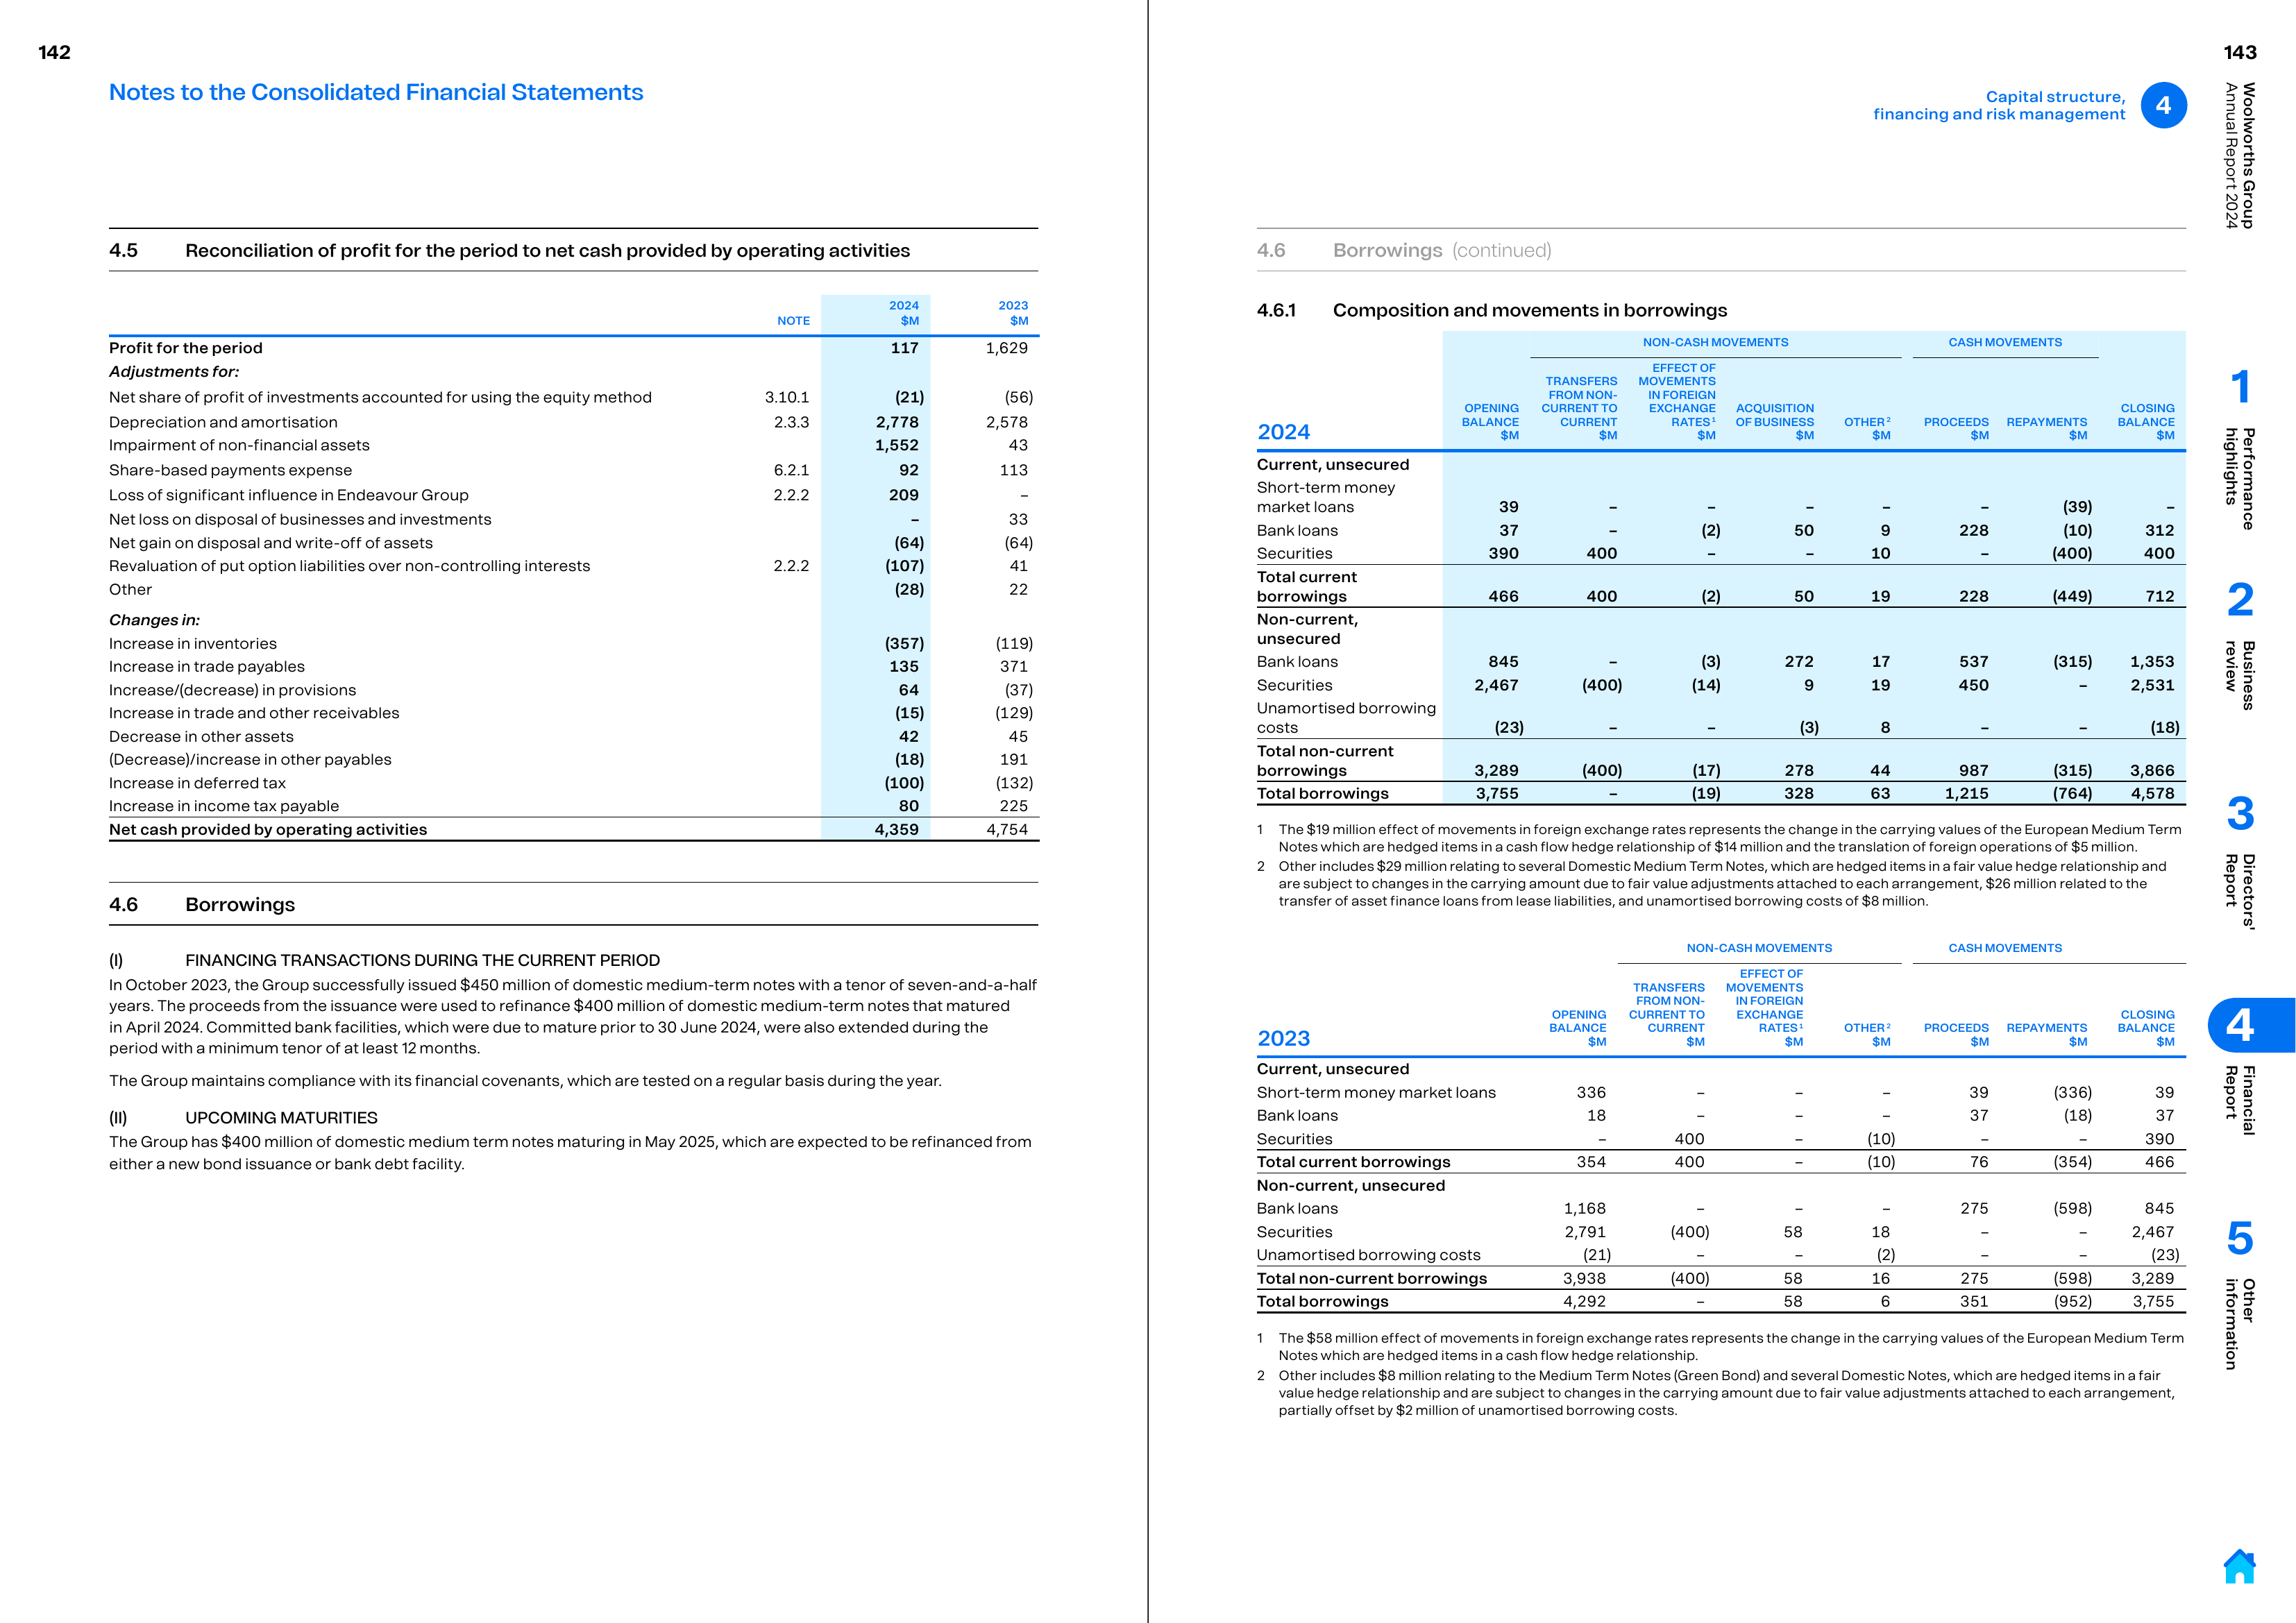 142
Notes to the Consolidated Financial Statements
4.5 Reconciliation of profit for the period to net cash provided by operating activities
NOTE 2024 $M 2023 $M
Profit for the period 117 1,629
Adjustments for:
Net share of profit of investments accounted for using the equity method 3.10.1 (21) (56)
Depreciation and amortisation 2.3.3 2,778 2,578
Impairment of non-financial assets 1,552 43
Share-based payments expense 6.2.1 92 113
Loss of significant influence in Endeavour Group 2.2.2 209 –
Net loss on disposal of businesses and investments – 33
Net gain on disposal and write-off of assets (64) (64)
Revaluation of put option liabilities over non-controlling interests 2.2.2 (107) 41
Other (28) 22
Changes in:
Increase in inventories (357) (119)
Increase in trade payables 135 371
Increase/(decrease) in provisions 64 (37)
Increase in trade and other receivables (15) (129)
Decrease in other assets 42 45
(Decrease)/increase in other payables (18) 191
Increase in deferred tax (100) (132)
Increase in income tax payable 80 225
Net cash provided by operating activities 4,359 4,754
4.6 Borrowings
(I) FINANCING TRANSACTIONS DURING THE CURRENT PERIOD
In October 2023, the Group successfully issued $450 million of domestic medium-term notes with a tenor of seven-and-a-half
years. The proceeds from the issuance were used to refinance $400 million of domestic medium-term notes that matured
in April 2024. Committed bank facilities, which were due to mature prior to 30 June 2024, were also extended during the
period with a minimum tenor of at least 12 months.
The Group maintains compliance with its financial covenants, which are tested on a regular basis during the year.
(II) UPCOMING MATURITIES
The Group has $400 million of domestic medium term notes maturing in May 2025, which are expected to be refinanced from
either a new bond issuance or bank debt facility.
Capital structure,
financing and risk management
4
4.6 Borrowings (continued)
4.6.1 Composition and movements in borrowings
NON-CASH MOVEMENTS CASH MOVEMENTS
2024 OPENING BALANCE $M TRANSFERS FROM NON-CURRENT TO CURRENT $M EFFECT OF MOVEMENTS IN FOREIGN EXCHANGE RATES1 $M ACQUISITION OF BUSINESS $M OTHER2 $M PROCEEDS $M REPAYMENTS $M CLOSING BALANCE $M
Current, unsecured
Short-term money
market loans 39 – – – – – (39) –
Bank loans 37 – (2) 50 9 228 (10) 312
Securities 390 400 – – 10 – (400) 400
Total current
borrowings 466 400 (2) 50 19 228 (449) 712
Non-current,
unsecured
Bank loans 845 – (3) 272 17 537 (315) 1,353
Securities 2,467 (400) (14) 9 19 450 – 2,531
Unamortised borrowing
costs (23) – – (3) 8 – – (18)
Total non-current
borrowings 3,289 (400) (17) 278 44 987 (315) 3,866
Total borrowings 3,755 – (19) 328 63 1,215 (764) 4,578
1 The $19 million effect of movements in foreign exchange rates represents the change in the carrying values of the European Medium Term
Notes which are hedged items in a cash flow hedge relationship of $14 million and the translation of foreign operations of $5 million.
2 Other includes $29 million relating to several Domestic Medium Term Notes, which are hedged items in a fair value hedge relationship and
are subject to changes in the carrying amount due to fair value adjustments attached to each arrangement, $26 million related to the
transfer of asset finance loans from lease liabilities, and unamortised borrowing costs of $8 million.
NON-CASH MOVEMENTS CASH MOVEMENTS
2023 OPENING BALANCE $M TRANSFERS FROM NON-CURRENT TO CURRENT $M EFFECT OF MOVEMENTS IN FOREIGN EXCHANGE RATES1 $M OTHER2 $M PROCEEDS $M REPAYMENTS $M CLOSING BALANCE $M
Current, unsecured
Short-term money market loans 336 – – – 39 (336) 39
Bank loans 18 – – – 37 (18) 37
Securities – 400 – (10) – – 390
Total current borrowings 354 400 – (10) 76 (354) 466
Non-current, unsecured
Bank loans 1,168 – – – 275 (598) 845
Securities 2,791 (400) 58 18 – – 2,467
Unamortised borrowing costs (21) – – (2) – – (23)
Total non-current borrowings 3,938 (400) 58 16 275 (598) 3,289
Total borrowings 4,292 – 58 6 351 (952) 3,755
1 The $58 million effect of movements in foreign exchange rates represents the change in the carrying values of the European Medium Term
Notes which are hedged items in a cash flow hedge relationship.
2 Other includes $8 million relating to the Medium Term Notes (Green Bond) and several Domestic Notes, which are hedged items in a fair
value hedge relationship and are subject to changes in the carrying amount due to fair value adjustments attached to each arrangement,
partially offset by $2 million of unamortised borrowing costs.
143
Woolworths Group
Annual Report 2024
1
Performance
highlights
2
Business
review
3
Directors'
Report
4
Financial
Report
5
Other
information